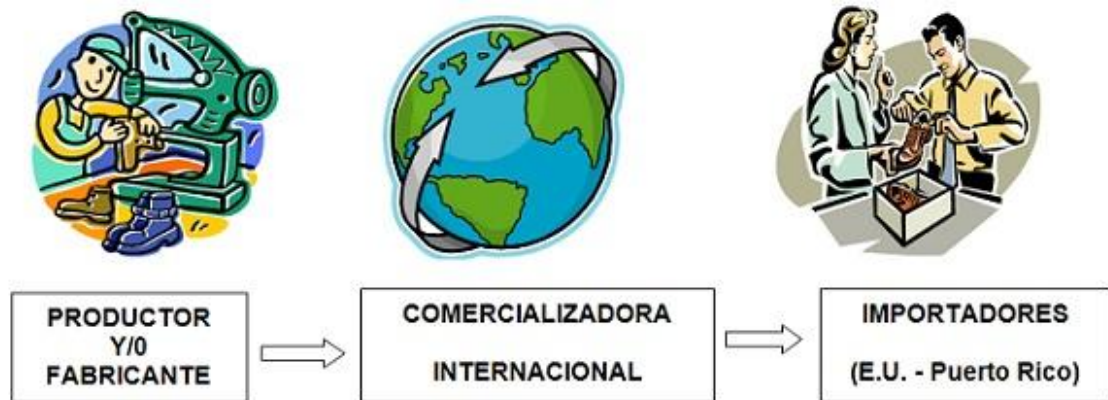 PRODUCTOR
Y/0
FABRICANTE
COMERCIALIZADORA
INTERNACIONAL
IMPORTADORES
(E.U. - Puerto Rico)